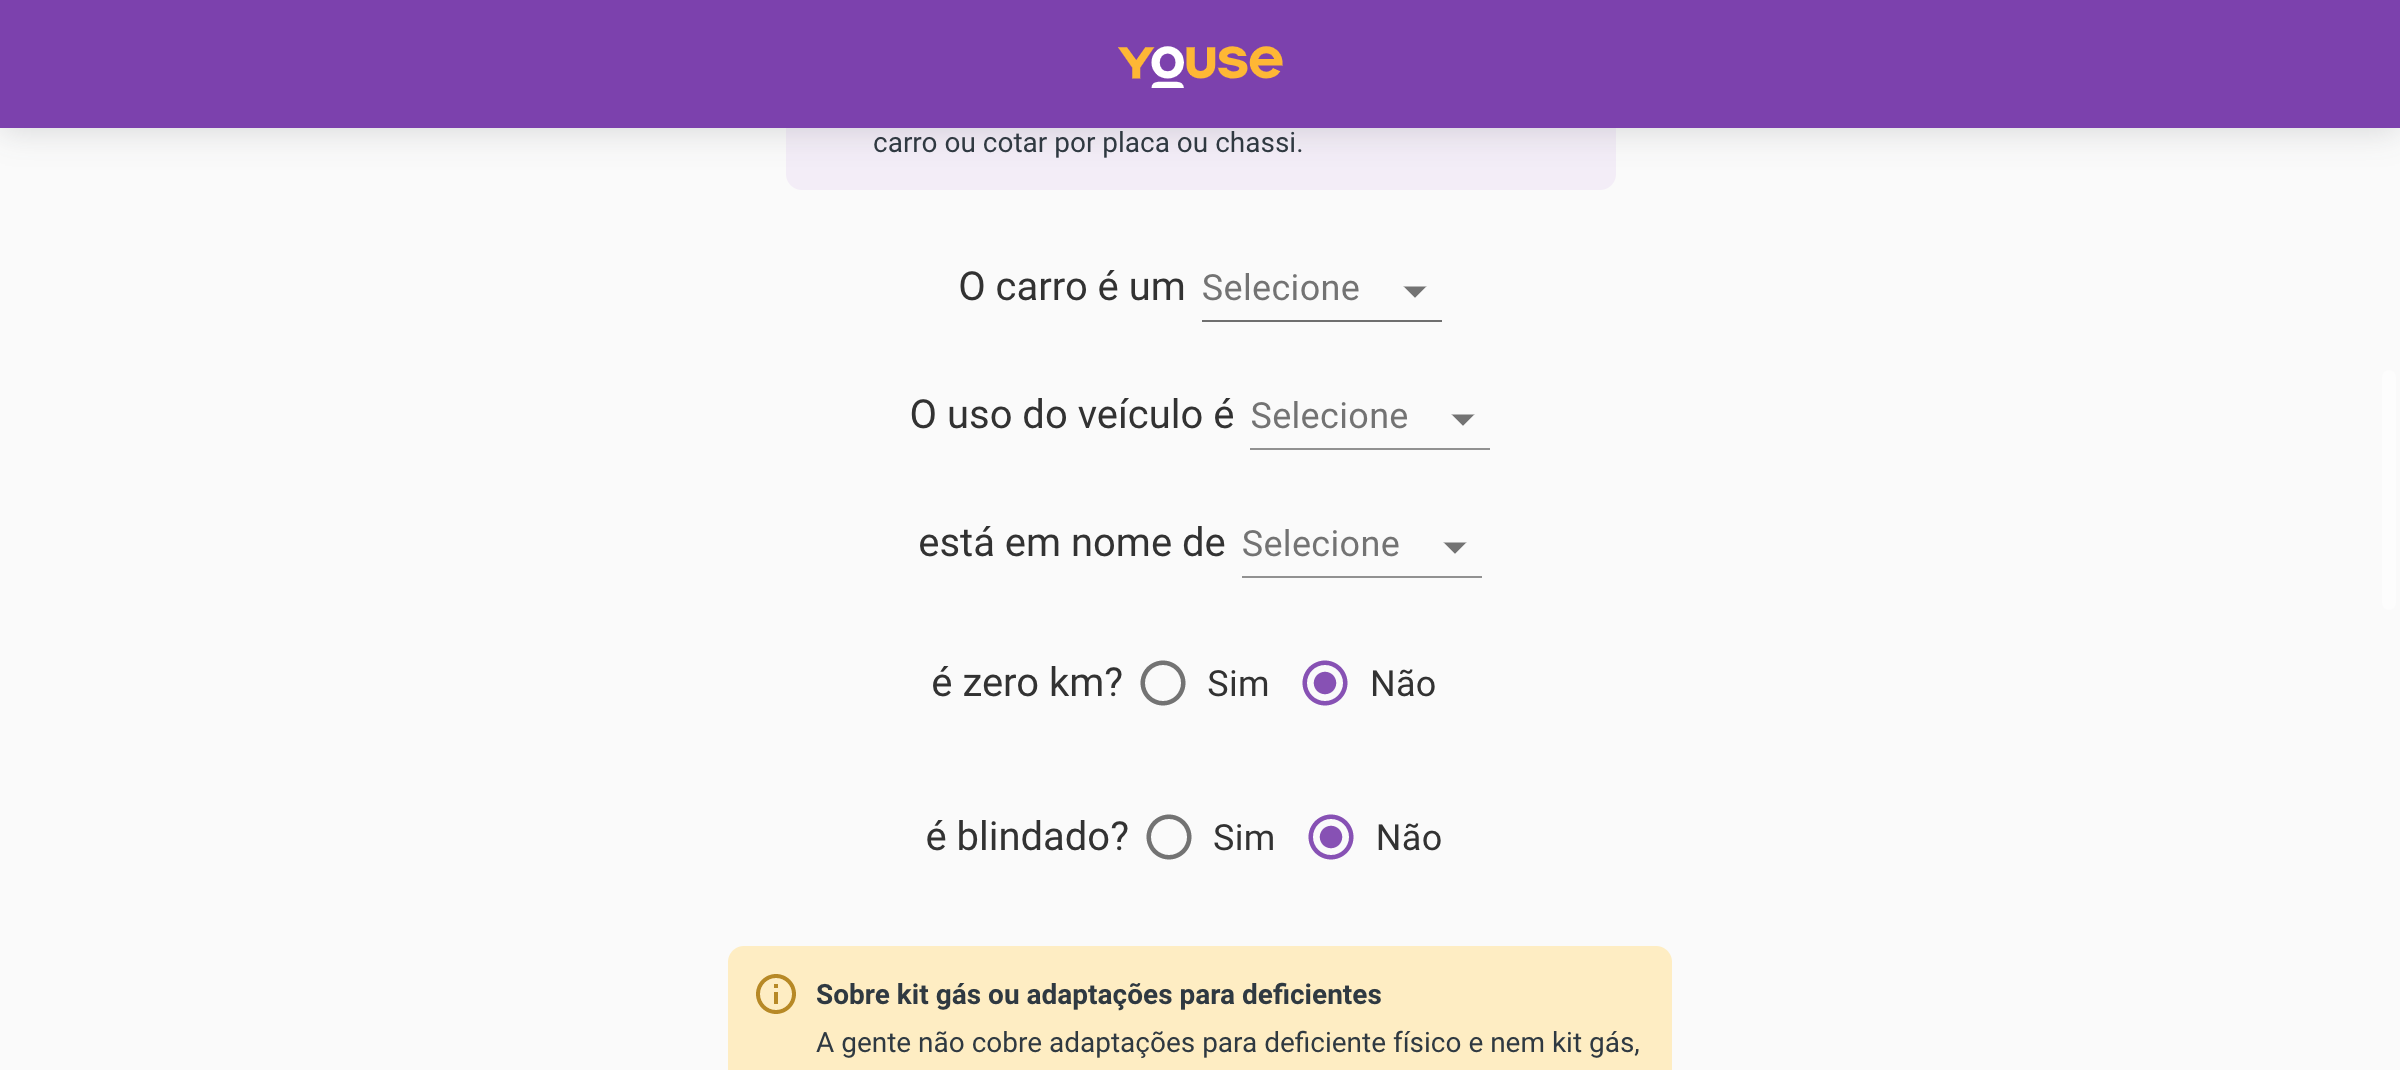 Youse
carro ou cotar por placa ou chassi.
O carro é um Selecione
O uso do veículo é Selecione
está em nome de Selecione
é zero km? Sim Não
é blindado? Sim Não
Sobre kit gás ou adaptações para deficientes
A gente não cobre adaptações para deficiente físico e nem kit gás,